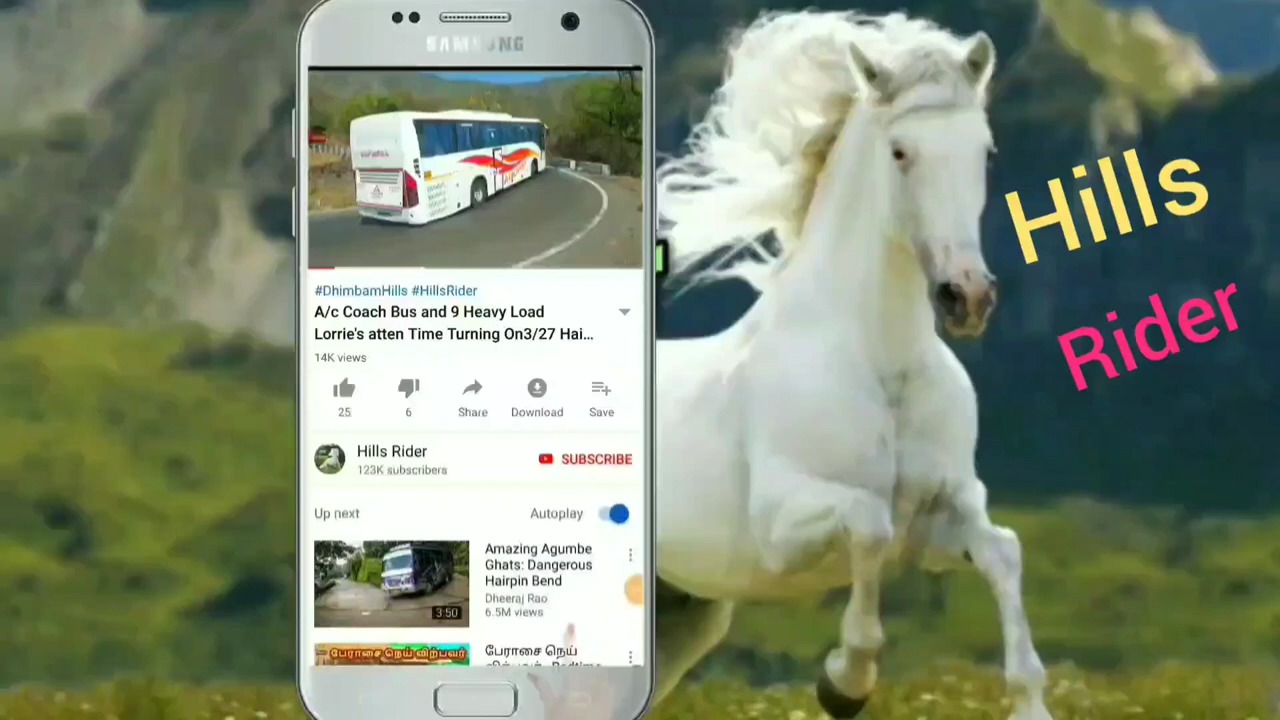 SAMSUNG
#DhimbamHills #HillsRider
A/c Coach Bus and 9 Heavy Load
Lorrie's atten Time Turning On3/27 Hai...
14K views
25
6
Share
Download
Save
Hills Rider
123K subscribers
SUBSCRIBE
Up next
Autoplay
Amazing Agumbe
Ghats: Dangerous
Hairpin Bend
Dheeraj Rao
6.5M views
3:50
பேராசை நெய் விற்பவர்
பேராசை நெய்
Hills
Rider